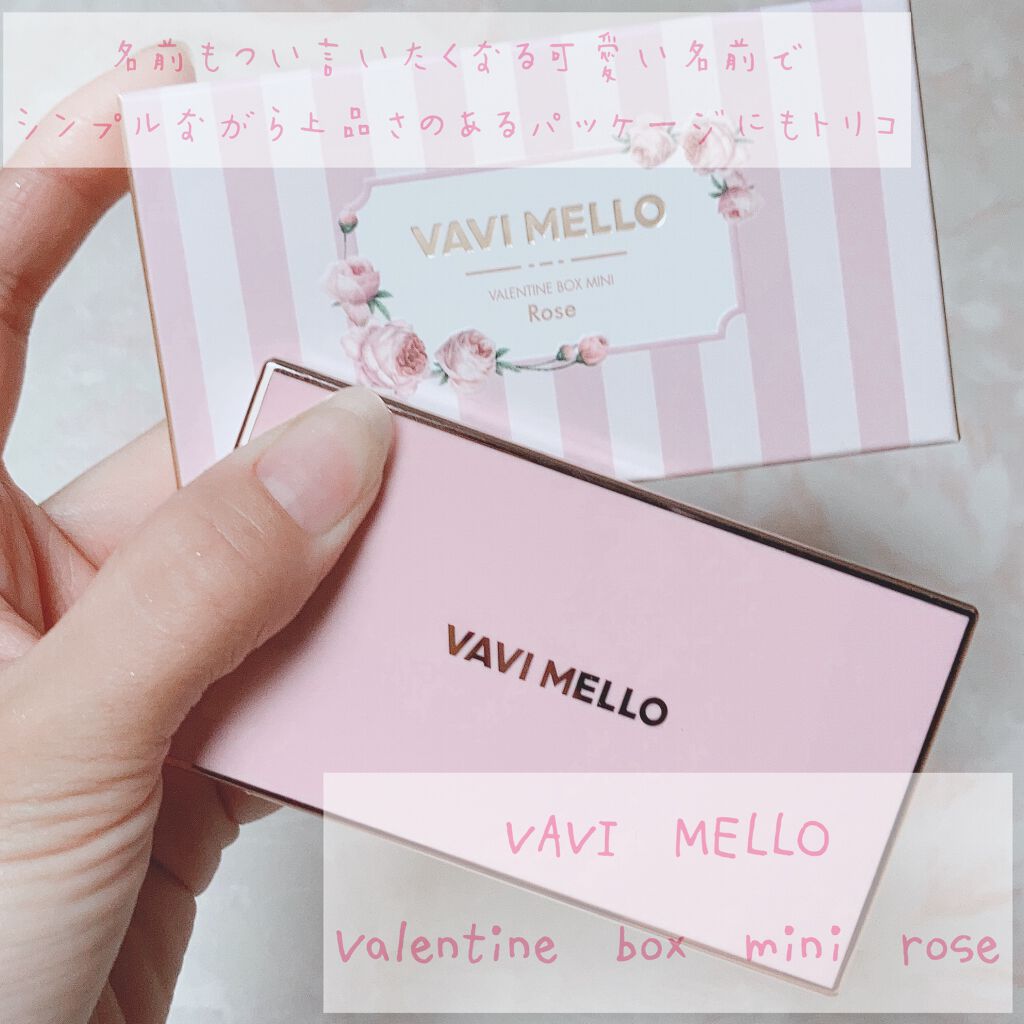 名前もつい言いたくなる可愛い名前で
シンプルながら上品さのあるパッケージにもトリコ
VAVI MELLO
VALENTINE BOX MINI
Rose
VAVI MELLO
VAVI MELLO
valentine box mini rose